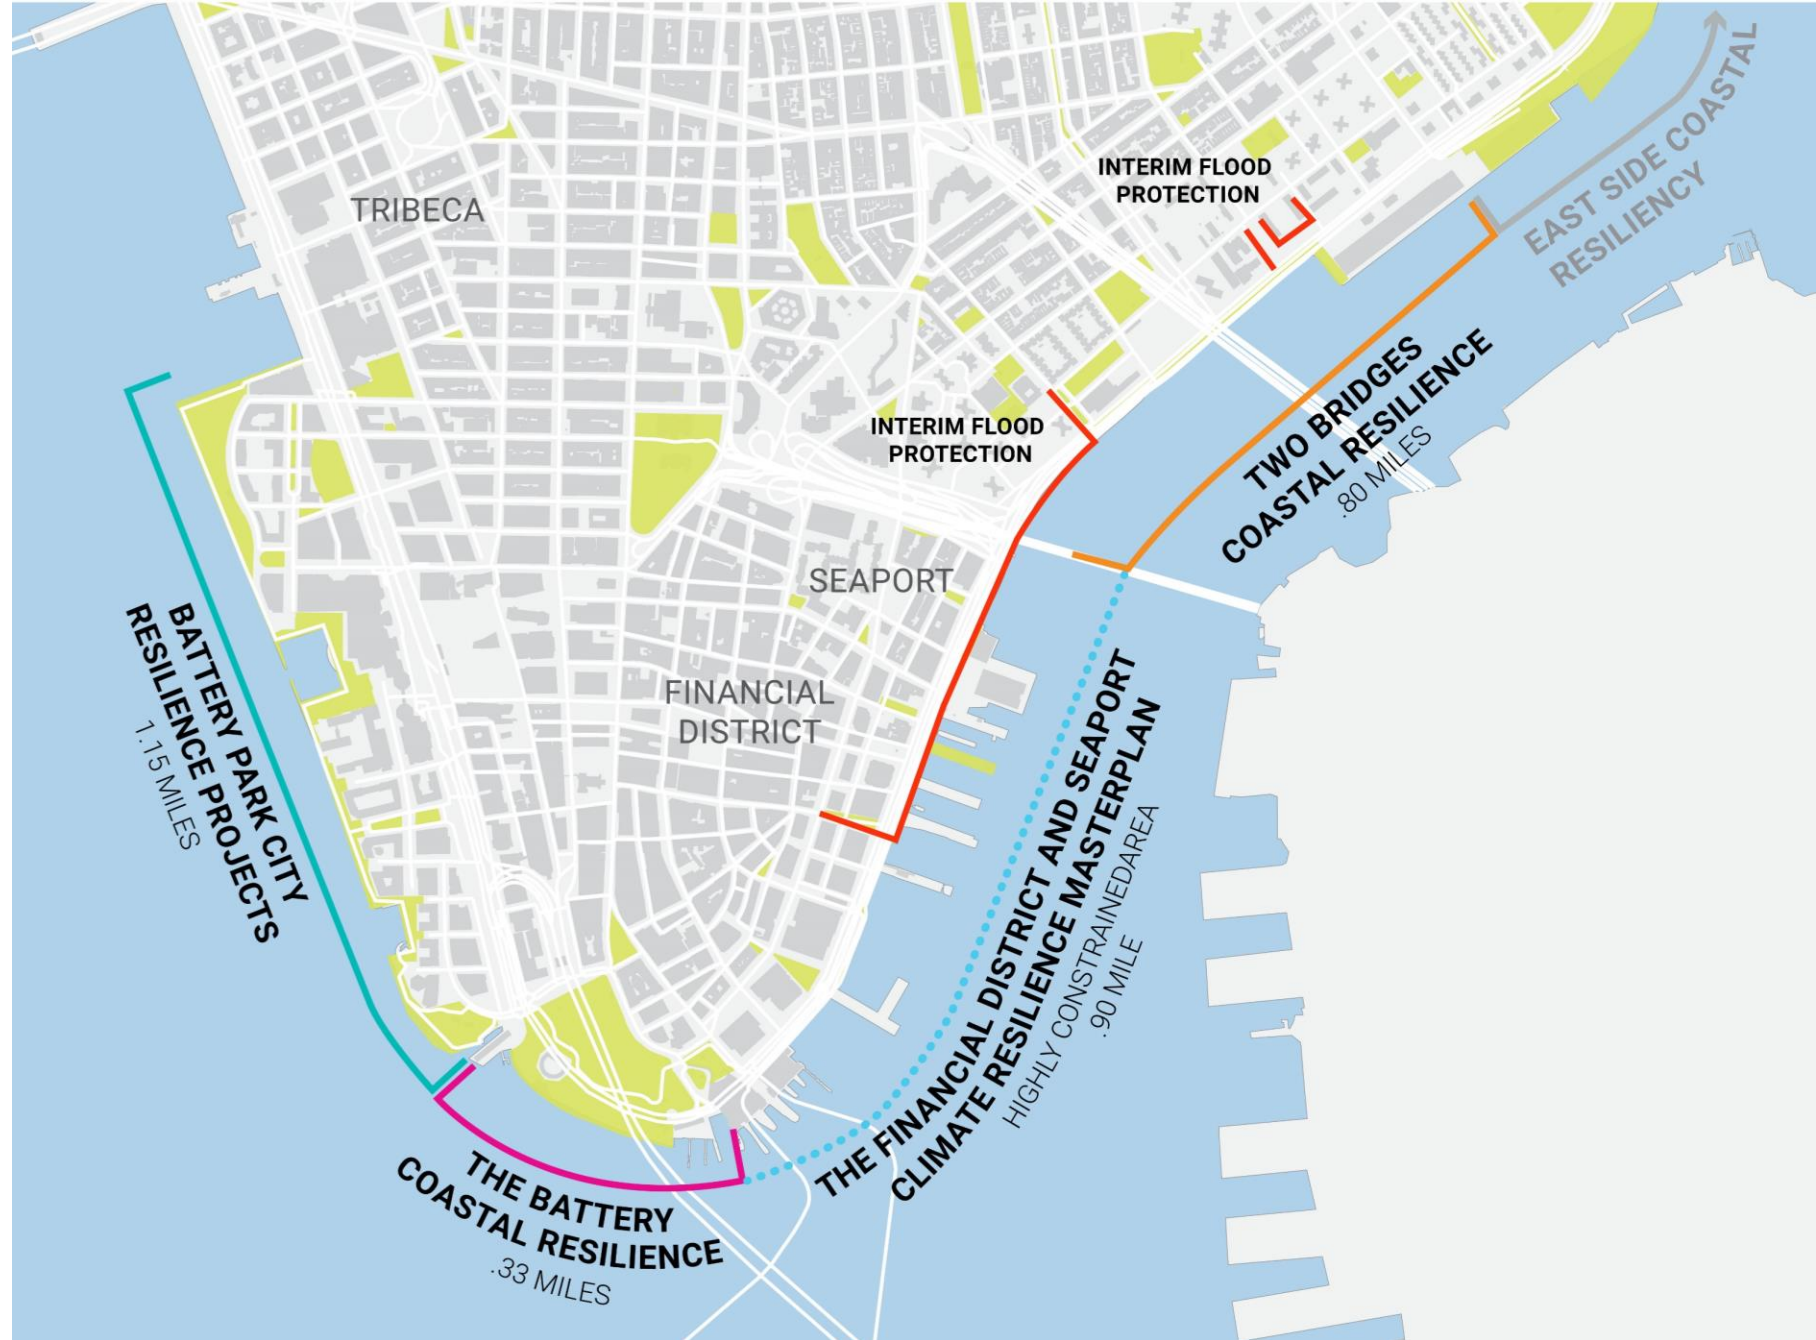 TRIBECA
INTERIM FLOOD
PROTECTION
EAST SIDE COASTAL
RESILIENCY
INTERIM FLOOD
PROTECTION
TWO BRIDGES
COASTAL RESILIENCE
.80 MILES
SEAPORT
FINANCIAL
DISTRICT
BATTERY PARK CITY
RESILIENCE PROJECTS
1.15 MILES
THE FINANCIAL DISTRICT AND SEAPORT
CLIMATE RESILIENCE MASTERPLAN
HIGHLY CONSTRAINEDAREA
.90 MILE
THE BATTERY
COASTAL RESILIENCE
.33 MILES